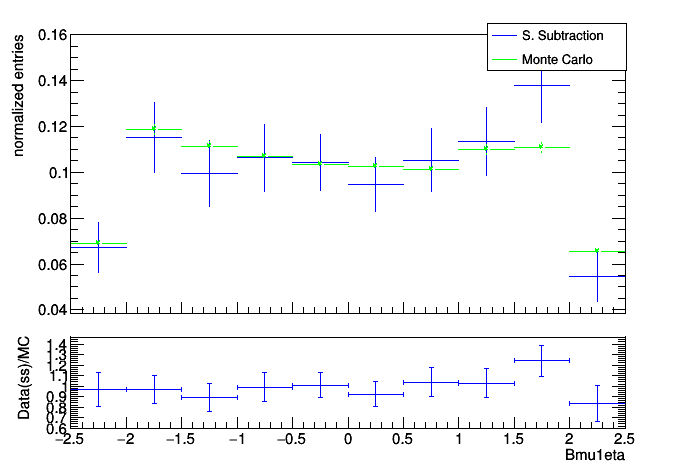 normalized entries
0.16
0.14
0.12
0.1
0.08
0.06
0.04
S. Subtraction
Monte Carlo
Data(ss)/MC
1.4
1.3
1.2
1.1
1
0.9
0.8
0.7
0.6
−2.5 −2 −1.5 −1 −0.5 0 0.5 1 1.5 2 2.5
Bmu1eta